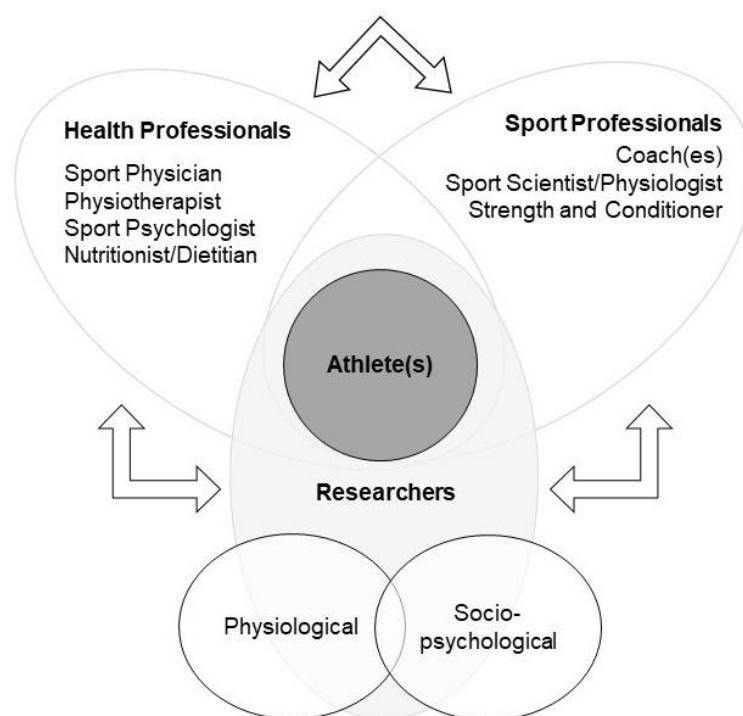 Health Professionals
Sport Physician
Physiotherapist
Sport Psychologist
Nutritionist/Dietitian
Sport Professionals
Coach(es)
Sport Scientist/Physiologist
Strength and Conditioner
Athlete(s)
Researchers
Physiological
Socio-
psychological